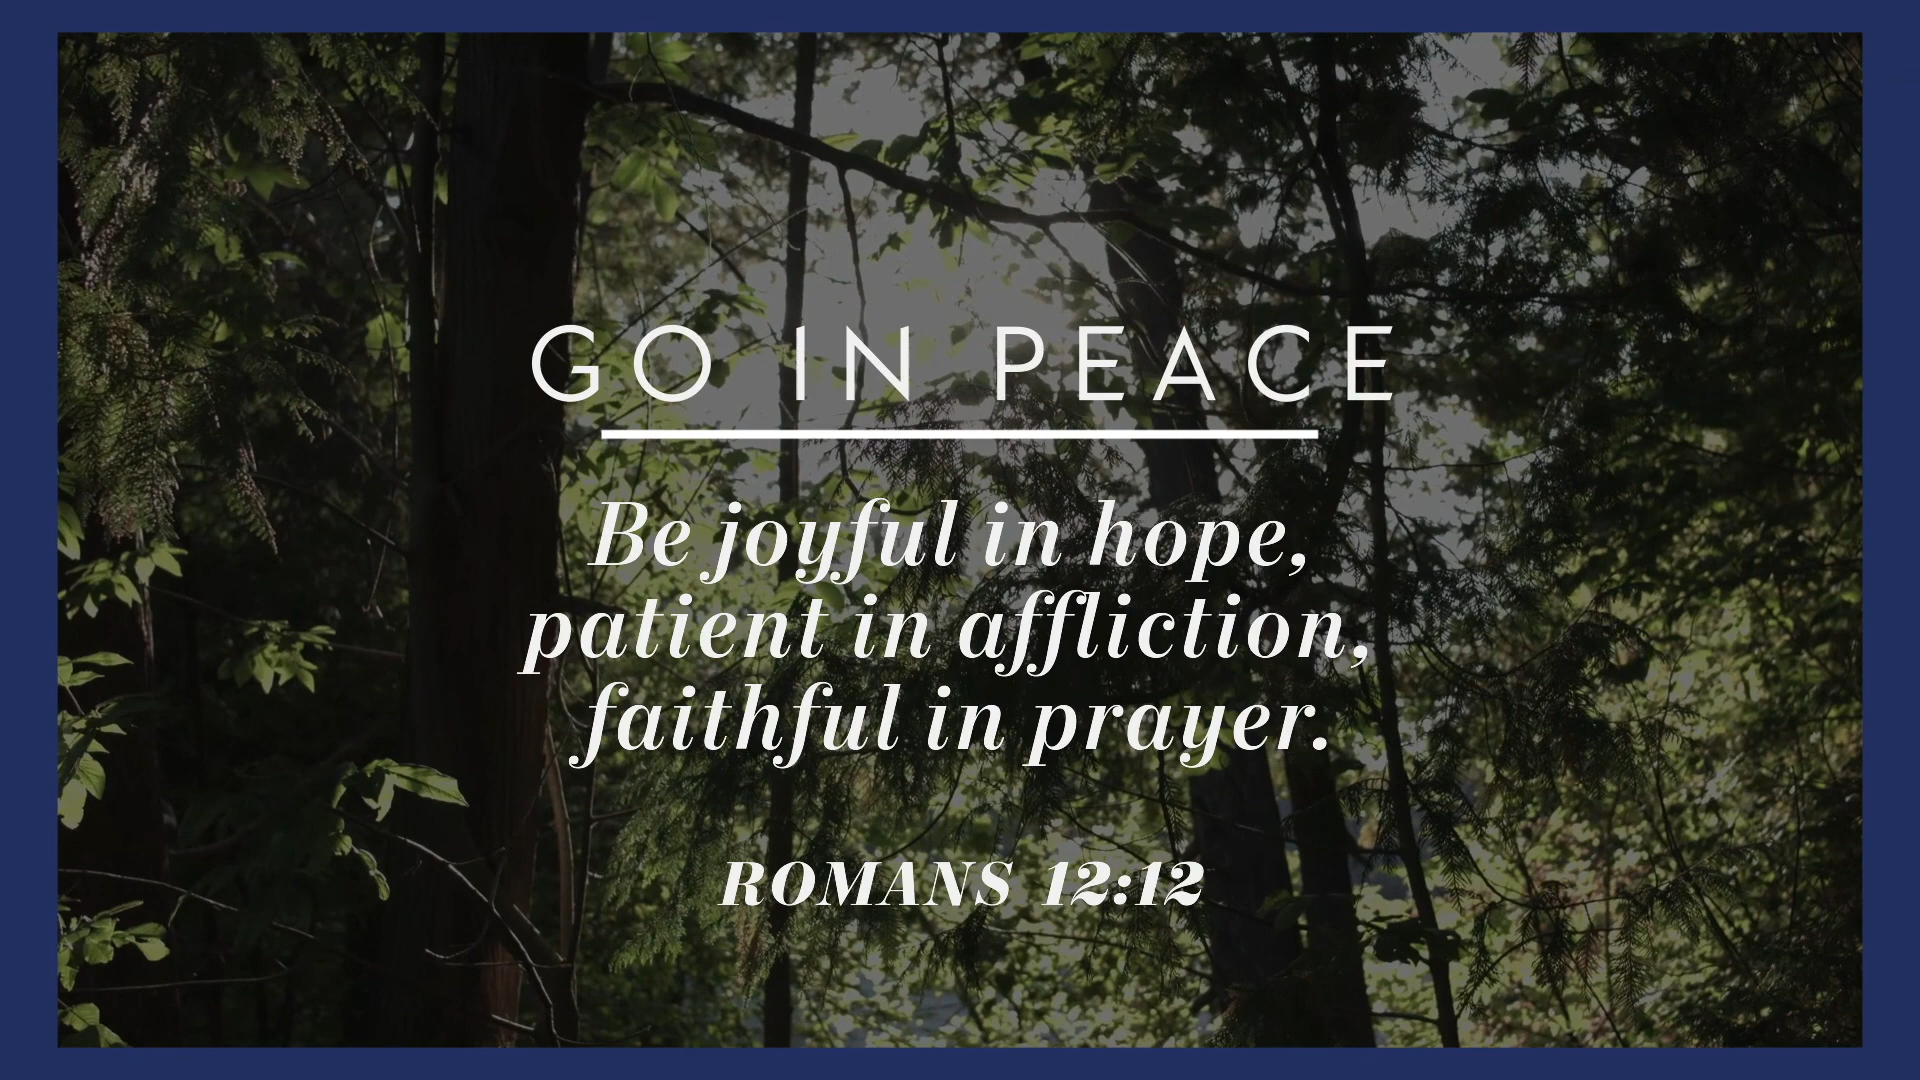 GO IN PEACE
Be joyful in hope,
patient in affliction,
faithful in prayer.
ROMANS 12:12